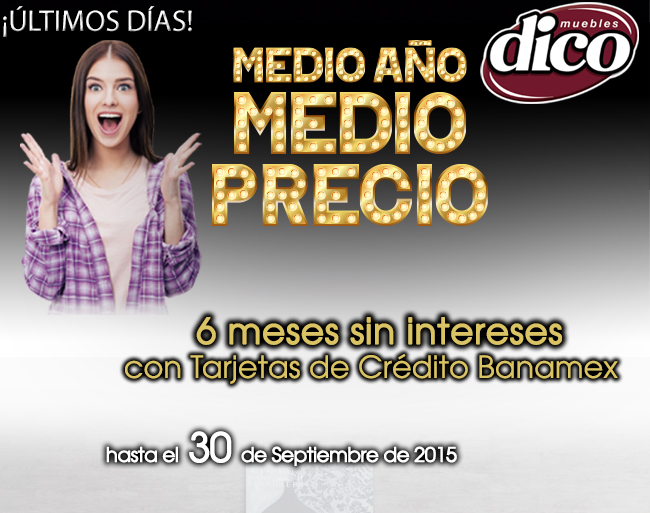 ¡ÚLTIMOS DÍAS!
muebles
dico
MEDIO AÑO
MEDIO
PRECIO
6 meses sin intereses
con Tarjetas de Crédito Banamex
hasta el 30 de Septiembre de 2015